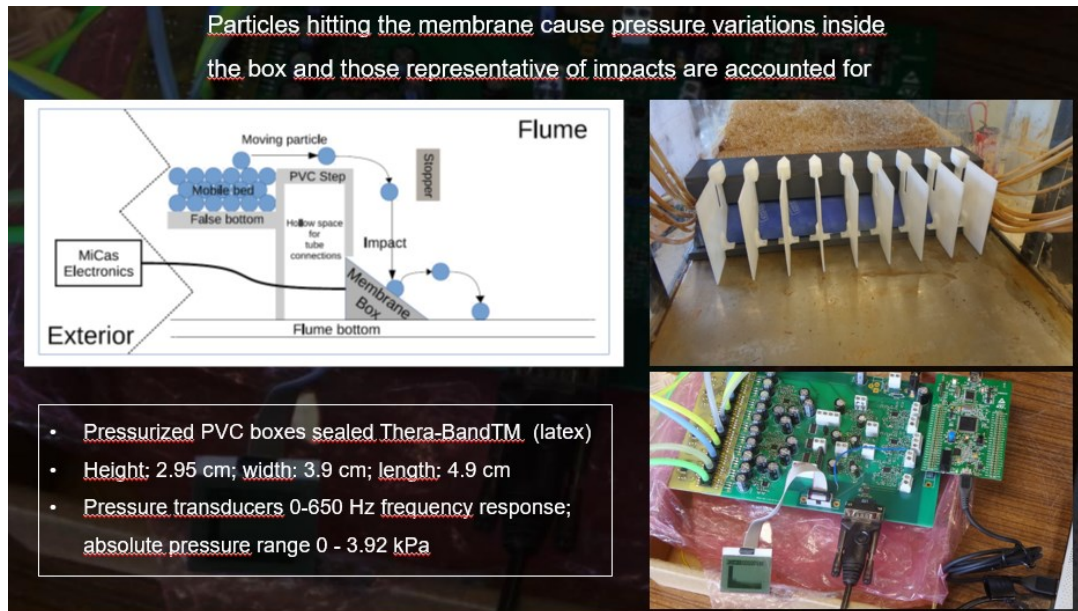 Particles hitting the membrane cause pressure variations inside
the box and those representative of impacts are accounted for
Flume
Moving particle
Stopper
PVC Step
Mobile bed
False bottom
Hollow space
for
tube
connections
Impact
MiCas
Electronics
Membrane
Box
Exterior
Flume bottom
• Pressurized PVC boxes sealed Thera-BandTM (latex)
• Height: 2.95 cm; width: 3.9 cm; length: 4.9 cm
• Pressure transducers 0-650 Hz frequency response;
absolute pressure range 0 - 3.92 kPa